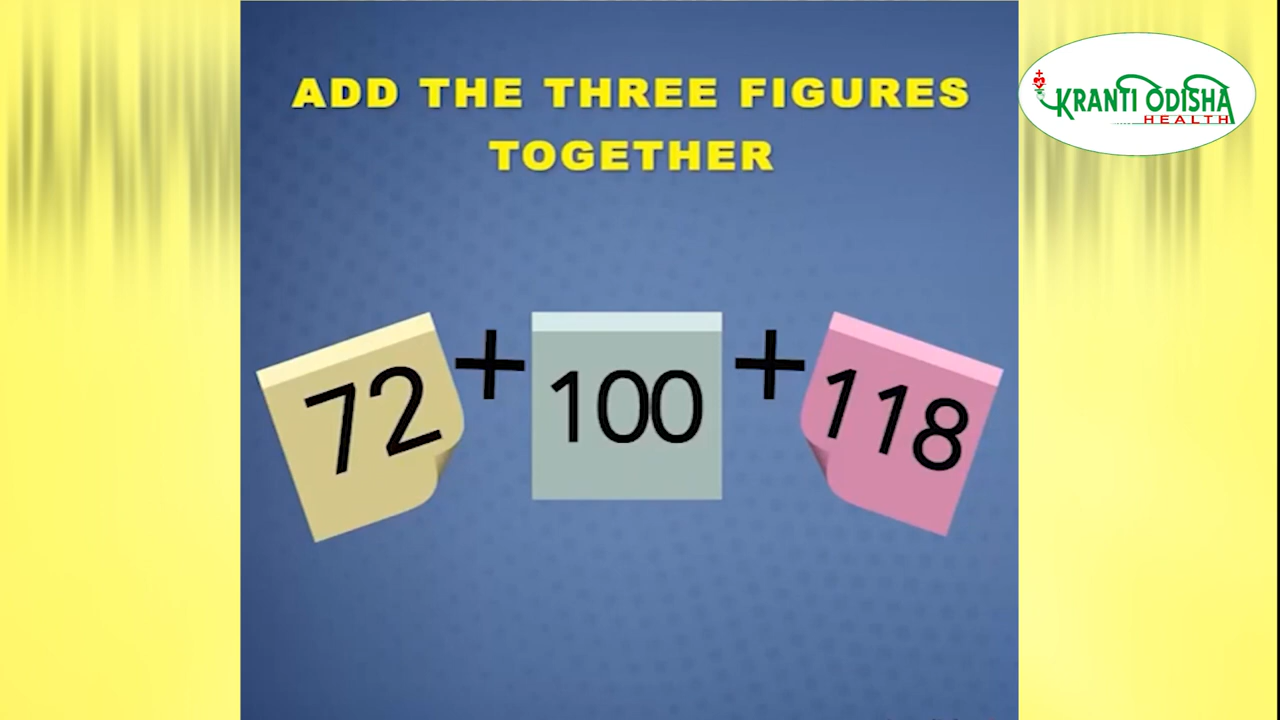 ADD THE THREE FIGURES
TOGETHER
KRANTI ODISHA
HEALTH
72 + 100 + 118